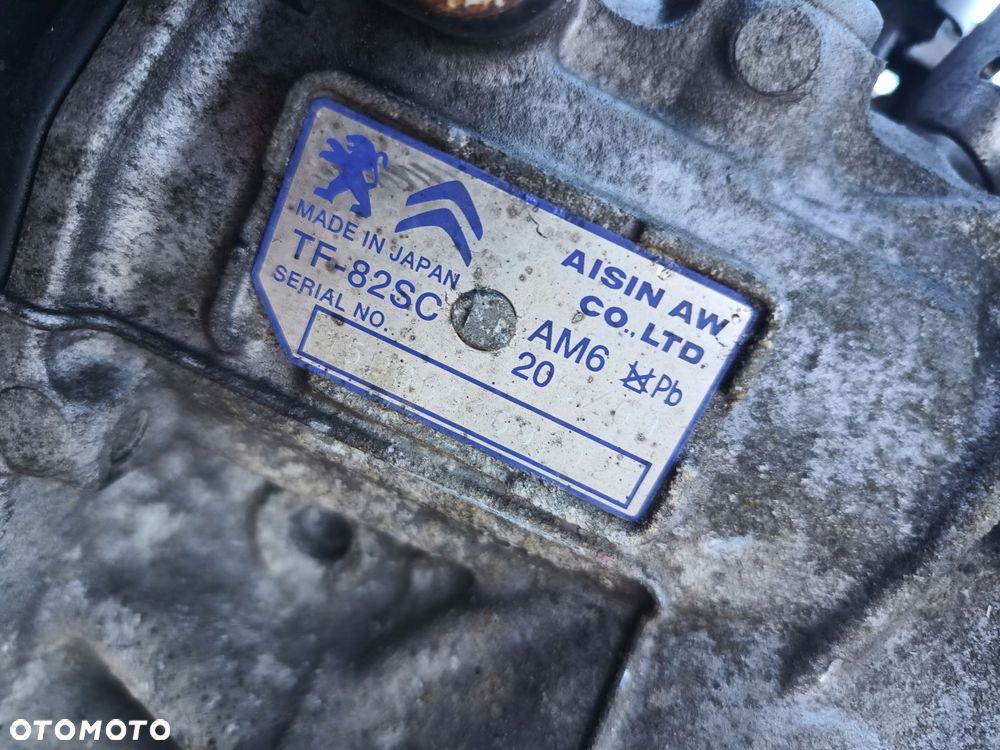 MADE IN JAPAN
TF-82SC
SERIAL NO.
AISIN AW
CO.,LTD
AM6
20
Pb
OTOMOTO